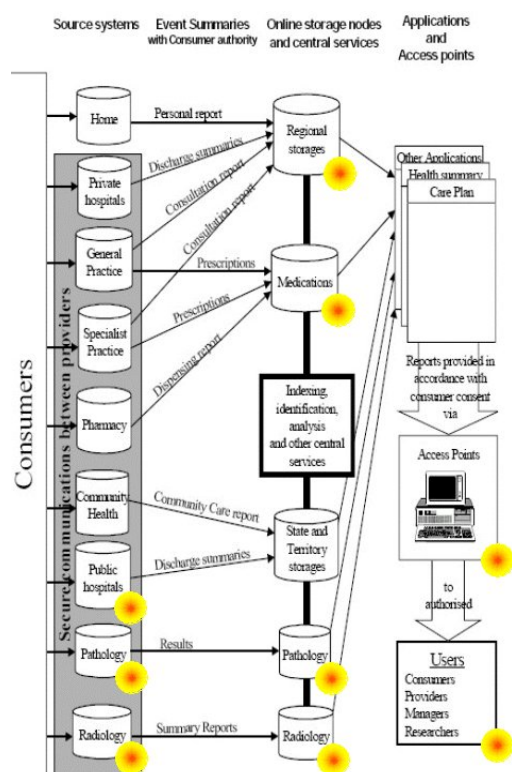 Source systems
Event Summaries
with Consumer authority
Online storage nodes
and central services
Applications
and
Access points
Consumers
Secure communications between providers
Home
Private
hospitals
General
Practice
Specialist
Practice
Pharmacy
Community
Health
Public
hospitals
Pathology
Radiology
Personal report
Discharge summaries
Consultation report
Consultation report
Prescriptions
Prescriptions
Dispensing report
Community Care report
Discharge summaries
Results
Summary Reports
Regional
storages
Medications
Indexing,
identification,
analysis
and other central
services
State and
Territory
storages
Pathology
Radiology
Other Applications
Health summary
Care Plan
Reports provided in
accordance with
consumer consent
via
Access Points
to
authorised
Users
Consumers
Providers
Managers
Researchers